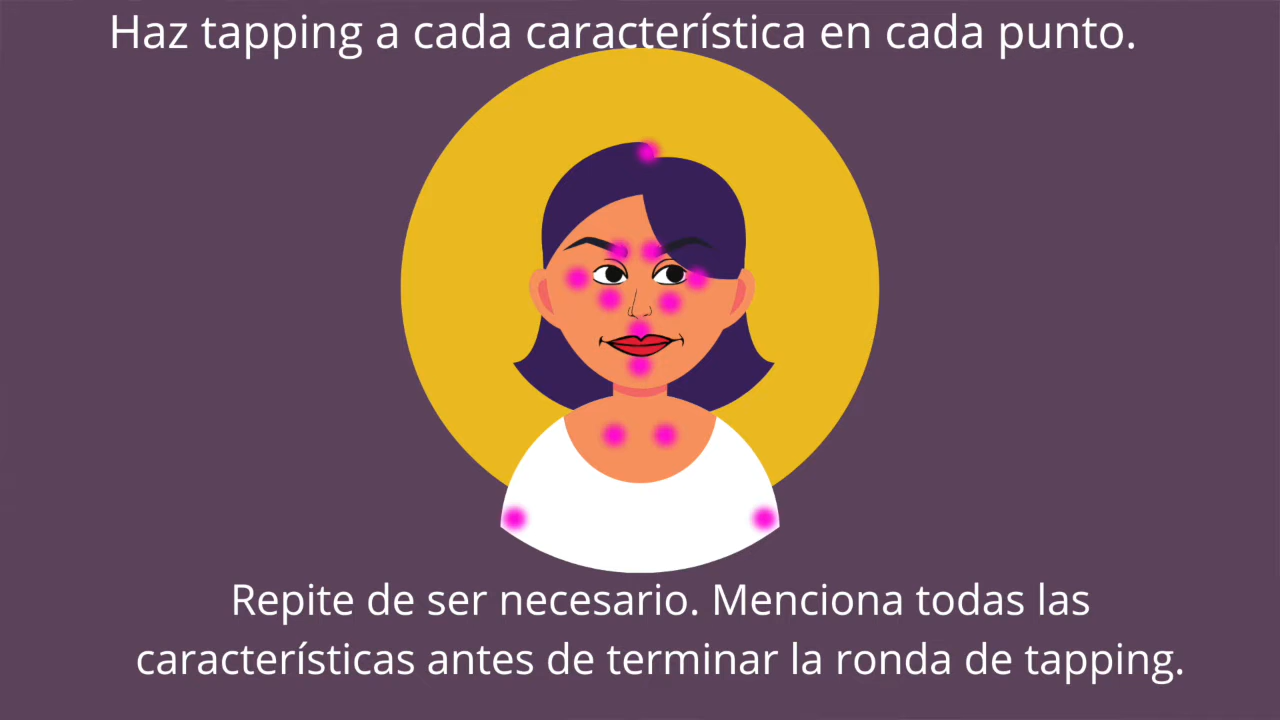 Haz tapping a cada característica en cada punto.
Repite de ser necesario. Menciona todas las
características antes de terminar la ronda de tapping.